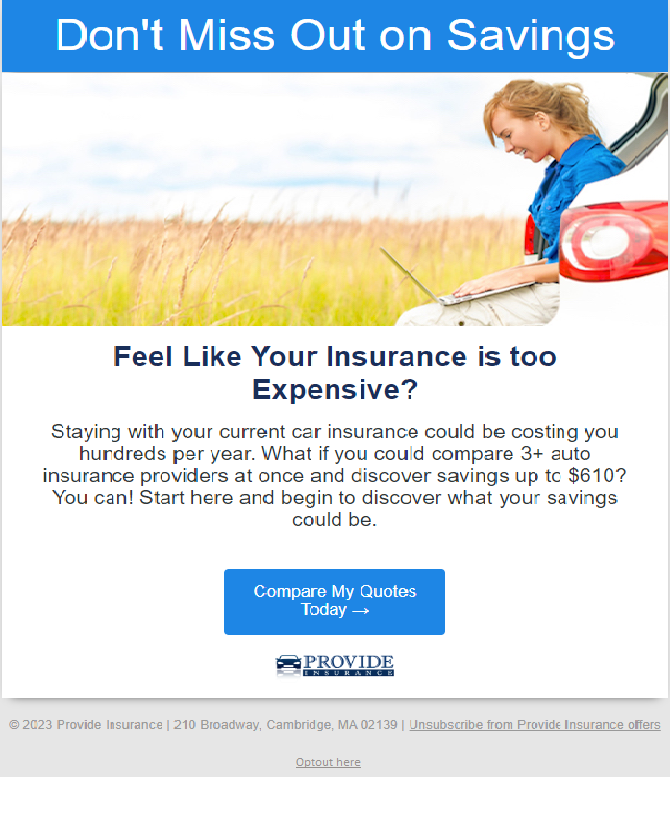 Don't Miss Out on Savings
Feel Like Your Insurance is too
Expensive?
Staying with your current car insurance could be costing you
hundreds per year. What if you could compare 3+ auto
insurance providers at once and discover savings up to $610?
You can! Start here and begin to discover what your savings
could be.
Compare My Quotes
Today →
PROVIDE
INSURANCE
© 2023 Provide Insurance | 210 Broadway, Cambridge, MA 02139 | Unsubscribe from Provide Insurance offers
Optout here